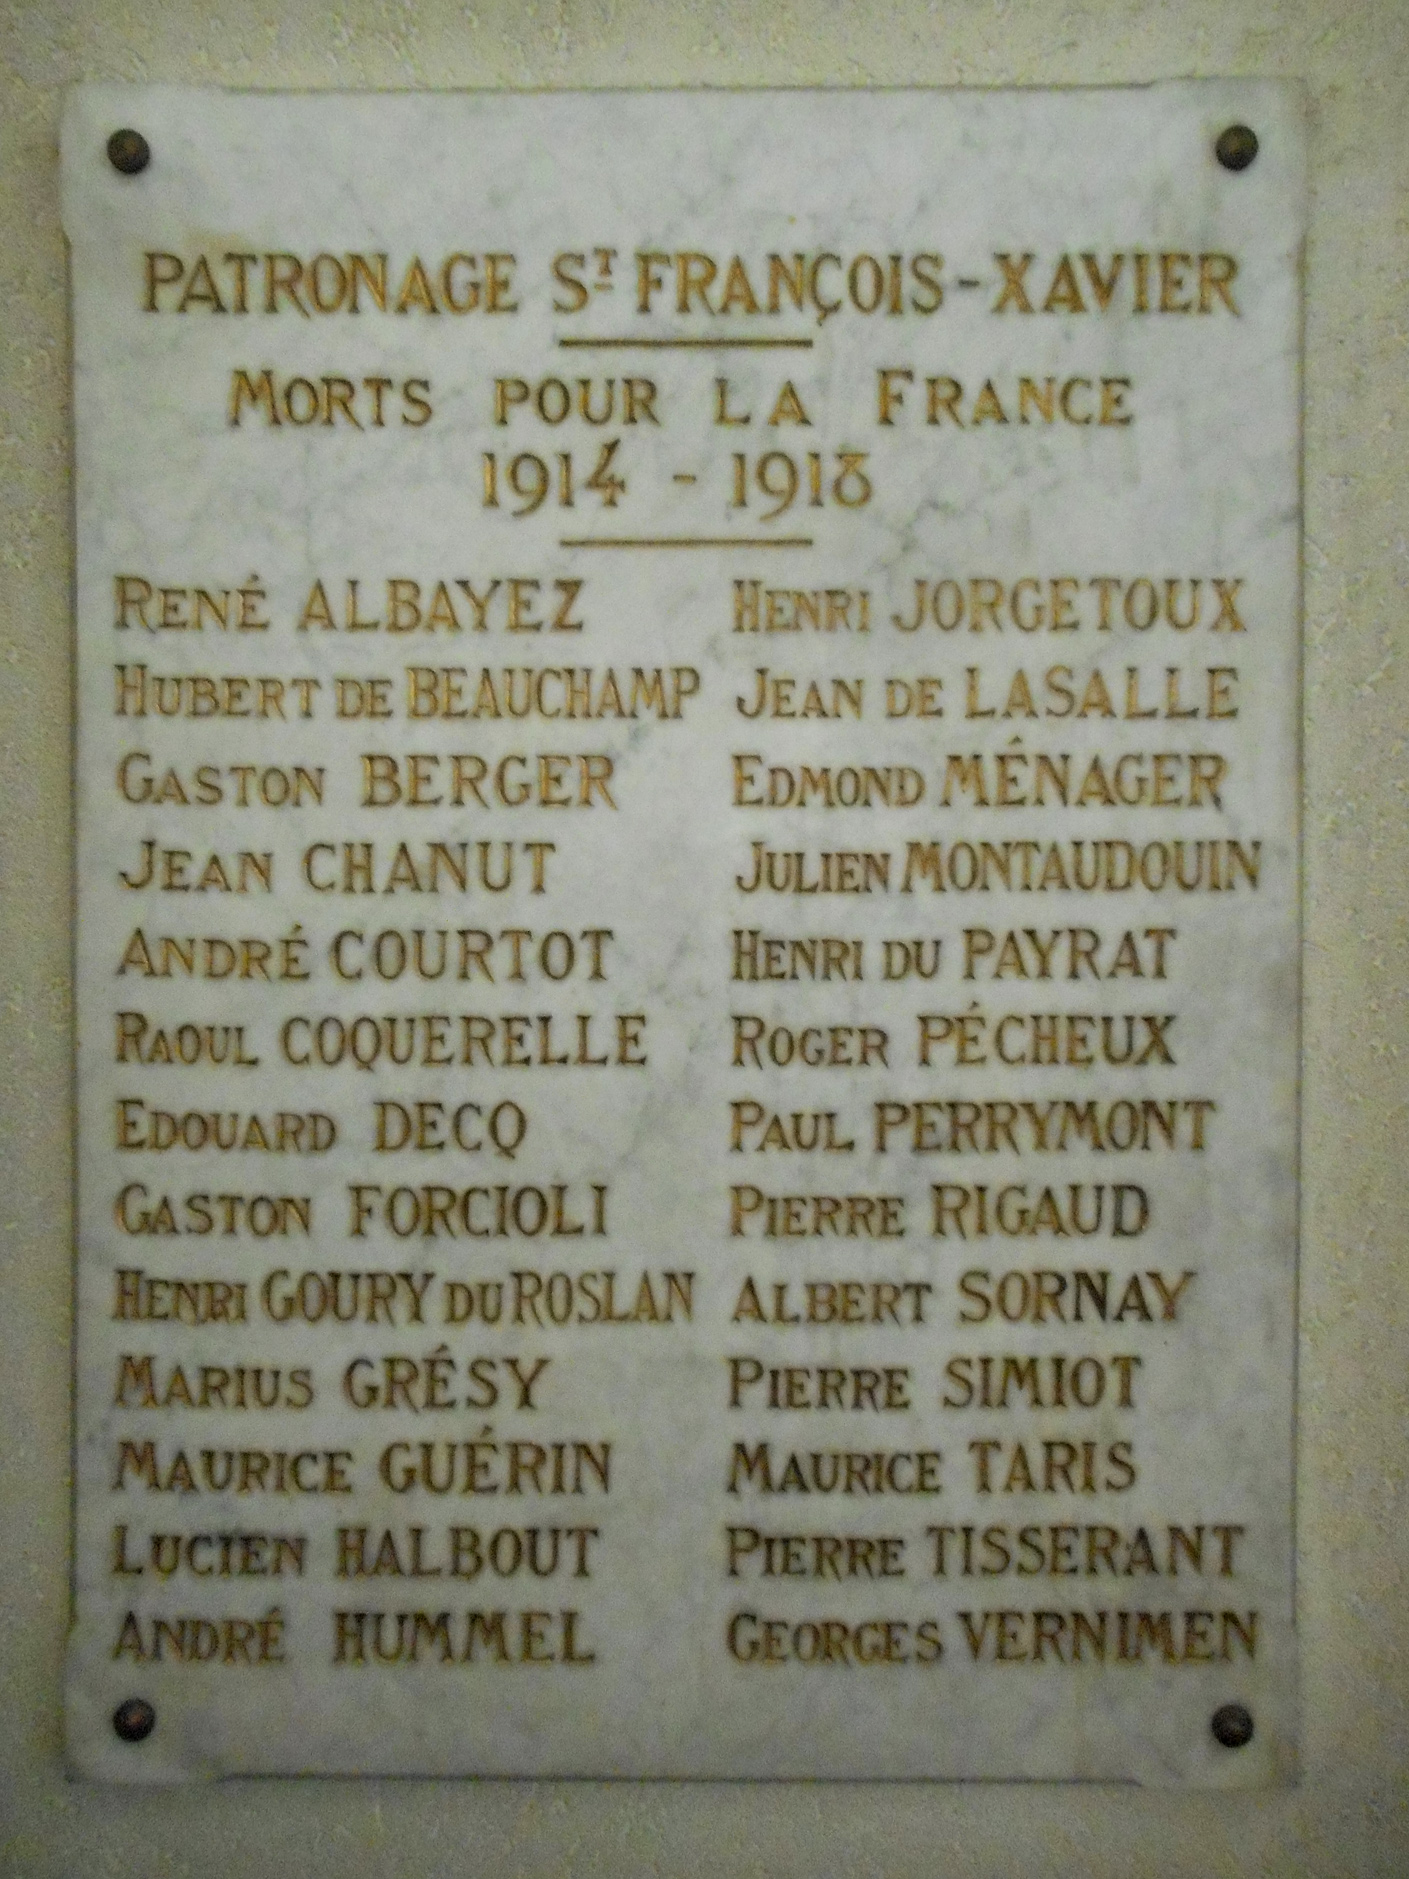 PATRONAGE ST FRANÇOIS-XAVIER
MORTS POUR LA FRANCE
1914 - 1918
RENÉ ALBAYEZ
HUBERT DE BEAUCHAMP
GASTON BERGER
JEAN CHANUT
ANDRÉ COURTOT
RAOUL COQUERELLE
EDOUARD DECQ
GASTON FORCIOLI
HENRI GOURY DU ROSLAN
MARIUS GRÉSY
MAURICE GUÉRIN
LUCIEN HALBOUT
ANDRÉ HUMMEL
HENRI JORGETOUX
JEAN DE LASALLE
EDMOND MÉNAGER
JULIEN MONTAUDOUIN
HENRI DU PAYRAT
ROGER PÉCHEUX
PAUL PERRYMONT
PIERRE RIGAUD
ALBERT SORNAY
PIERRE SIMIOT
MAURICE TARIS
PIERRE TISSERANT
GEORGES VERNIMEN